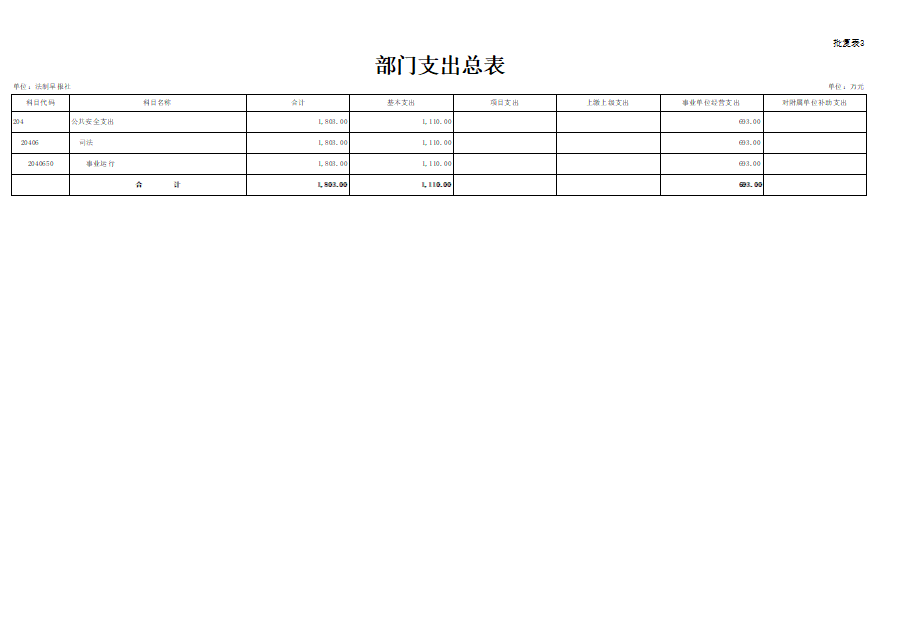 批复表3
部门支出总表
单位：法制早报社 单位：万元
科目代码 科目名称 合计 基本支出 项目支出 上缴上级支出 事业单位经营支出 对附属单位补助支出
204 公共安全支出 1,803.00 1,110.00 693.00
20406 司法 1,803.00 1,110.00 693.00
2040650 事业运行 1,803.00 1,110.00 693.00
合 计 1,803.00 1,110.00 693.00